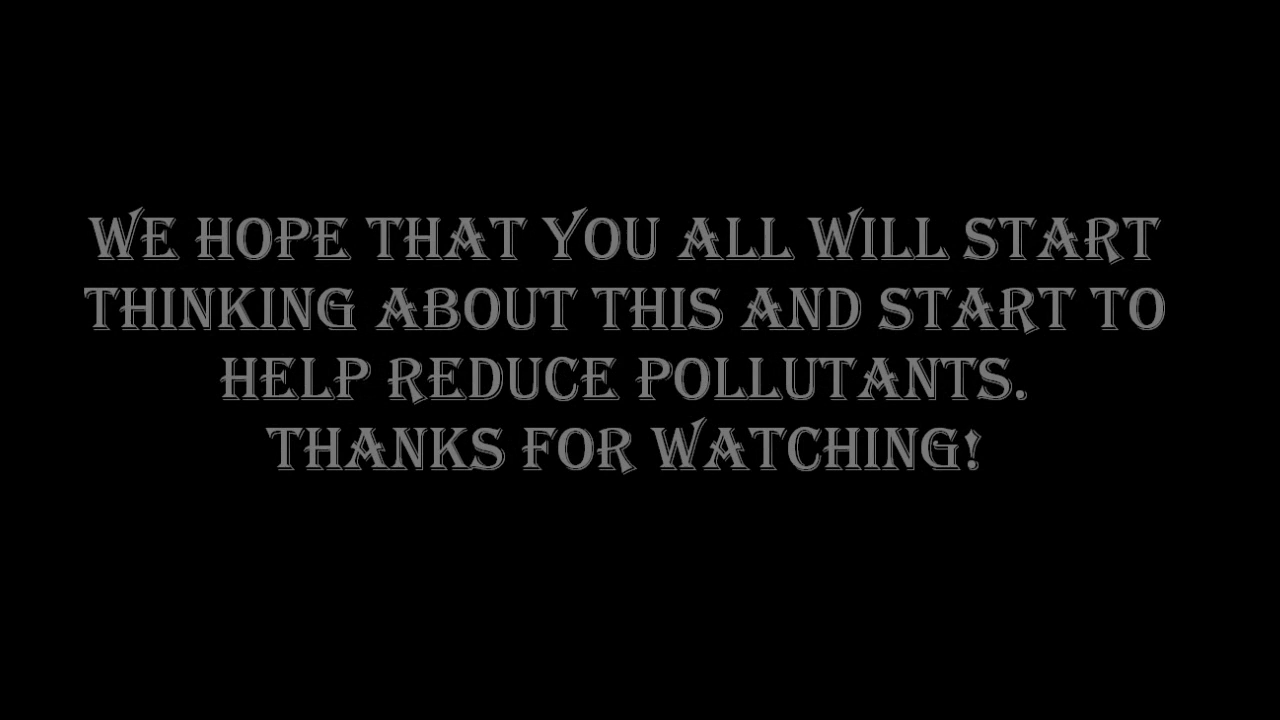 WE HOPE THAT YOU ALL WILL START
THINKING ABOUT THIS AND START TO
HELP REDUCE POLLUTANTS.
THANKS FOR WATCHING!